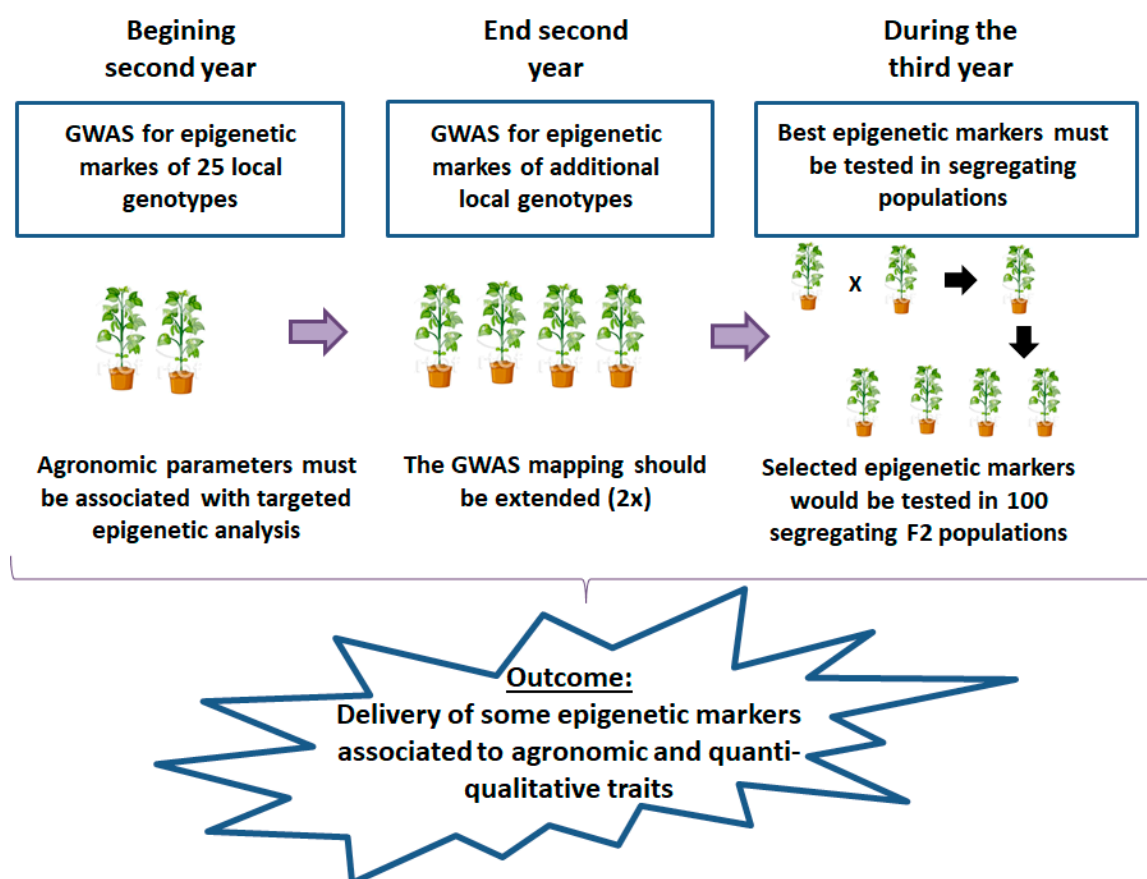 Begining
second year
End second
year
During the
third year
GWAS for epigenetic
markes of 25 local
genotypes
GWAS for epigenetic
markes of additional
local genotypes
Best epigenetic markers must
be tested in segregating
populations
X
Agronomic parameters must
be associated with targeted
epigenetic analysis
The GWAS mapping should
be extended (2x)
Selected epigenetic markers
would be tested in 100
segregating F2 populations
Outcome:
Delivery of some epigenetic markers
associated to agronomic and quanti-
qualitative traits